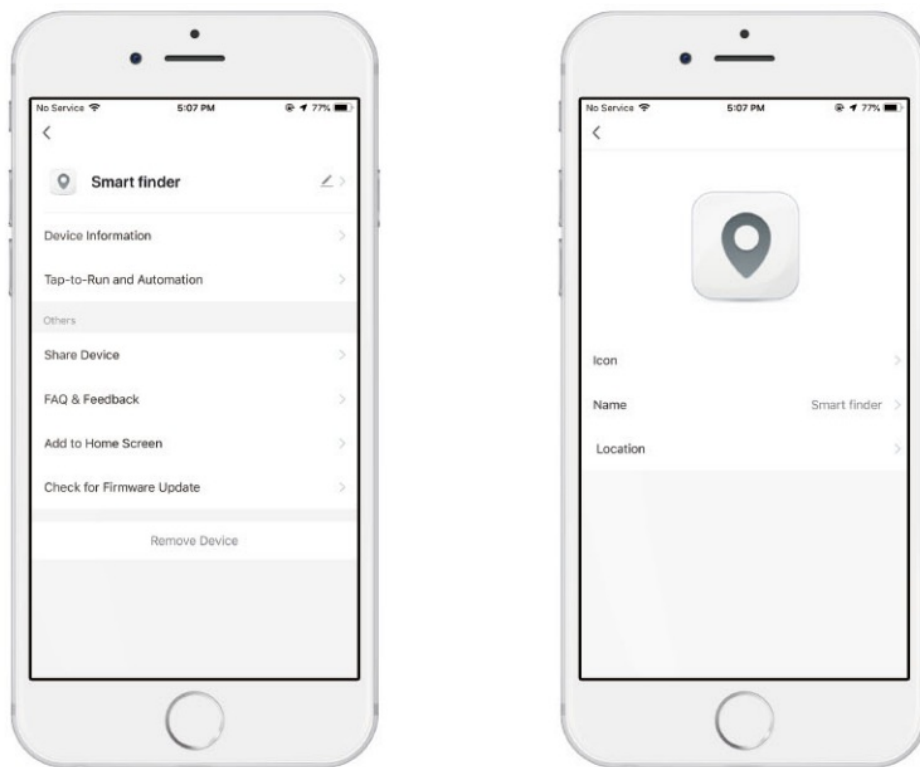 No Service 5:07 PM 77%
Smart finder
Device Information
Tap-to-Run and Automation
Others
Share Device
FAQ & Feedback
Add to Home Screen
Check for Firmware Update
Remove Device
No Service 5:07 PM 77%
Icon
Name Smart finder
Location